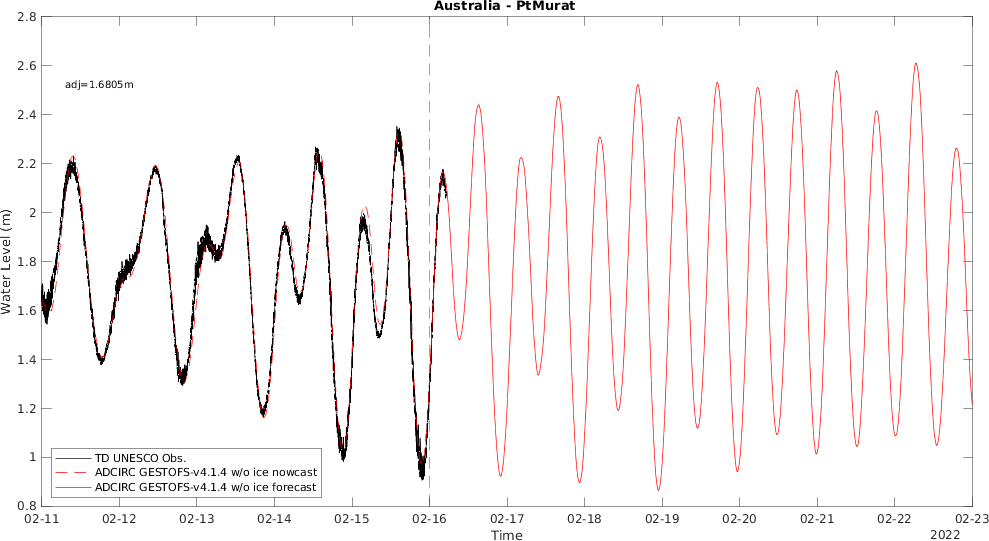 Australia - PtMurat
2.8
2.6
2.4
2.2
2
1.8
1.6
1.4
1.2
1
0.8
Water Level (m)
adj=1.6805m
TD UNESCO Obs.
ADCIRC GESTOFS-v4.1.4 w/o ice nowcast
ADCIRC GESTOFS-v4.1.4 w/o ice forecast
02-11 02-12 02-13 02-14 02-15 02-16 02-17 02-18 02-19 02-20 02-21 02-22 02-23
Time
2022